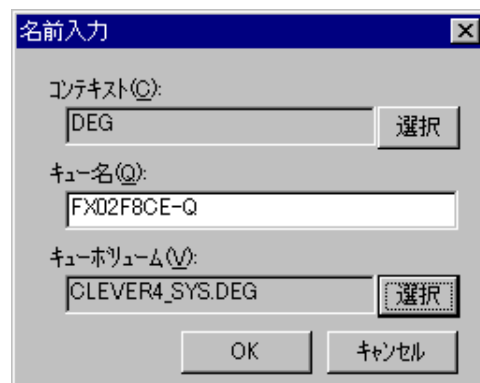 名前入力
コンテキスト(C):
DEG
選択
キュー名(Q):
FX02F8CE-Q
キューボリューム(V):
CLEVER4_SYS.DEG
選択
OK
キャンセル